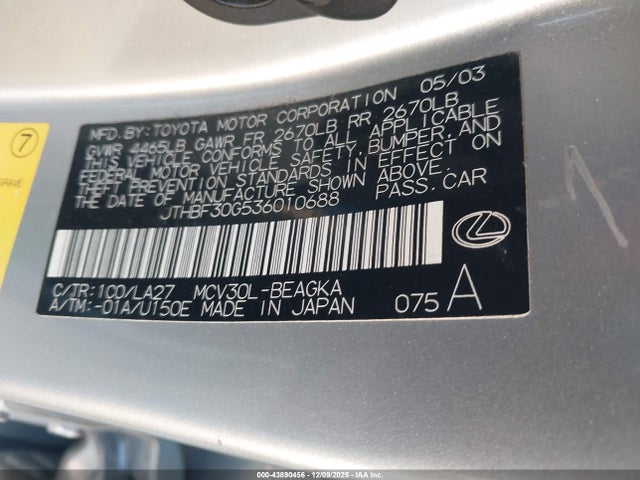 MFD. BY: TOYOTA MOTOR CORPORATION 05/03
GVWR 4465LB GAWR FR 2670LB RR 2670LB
THIS VEHICLE CONFORMS TO ALL APPLICABLE
FEDERAL MOTOR VEHICLE SAFETY, BUMPER, AND
THEFT PREVENTION STANDARDS IN EFFECT ON
THE DATE OF MANUFACTURE SHOWN ABOVE.
JTHBF30G536010688 PASS. CAR
C/TR: 1C0/LA27 MCV30L-BEAGKA
A/TM: -01A/U150E MADE IN JAPAN 075 A
7
GRAVE
000-43890456 - 12/09/2025 - IAA Inc.